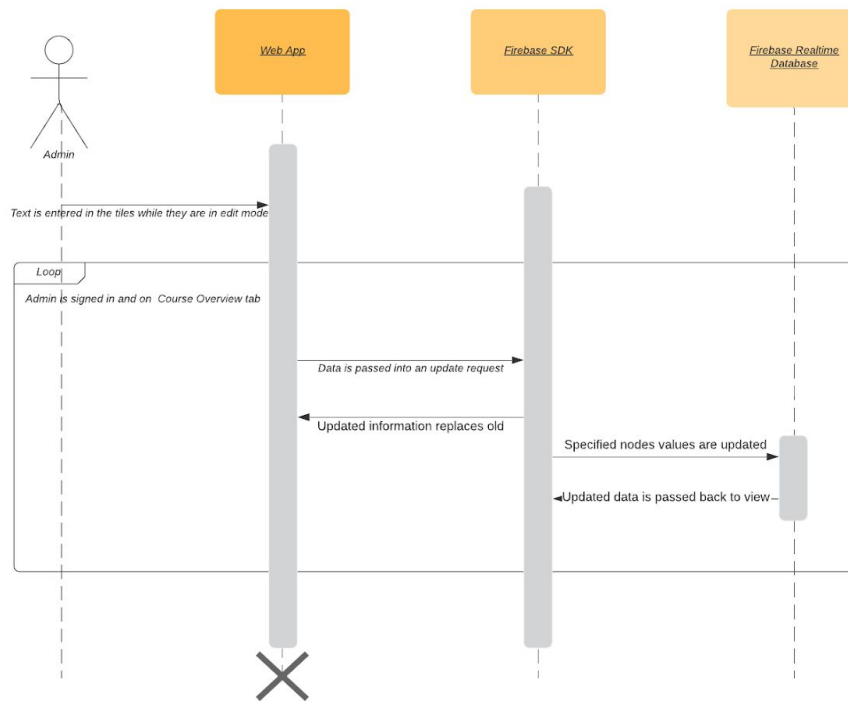 Web App
Firebase SDK
Firebase Realtime
Database
Admin
Text is entered in the tiles while they are in edit mode
Loop
Admin is signed in and on Course Overview tab
Data is passed into an update request
Updated information replaces old
Specified nodes values are updated
Updated data is passed back to view